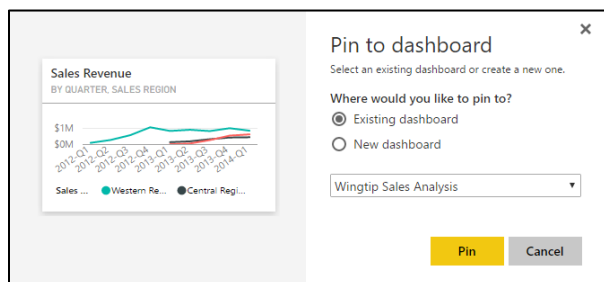 Pin to dashboard
Select an existing dashboard or create a new one.
Where would you like to pin to?
Existing dashboard
New dashboard
Wingtip Sales Analysis
Pin
Cancel
Sales Revenue
BY QUARTER, SALES REGION
$1M
$0M
2012-Q1
2012-Q2
2012-Q3
2012-Q4
2013-Q1
2013-Q2
2013-Q3
2013-Q4
2014-Q1
Sales ...
Western Re...
Central Regi...